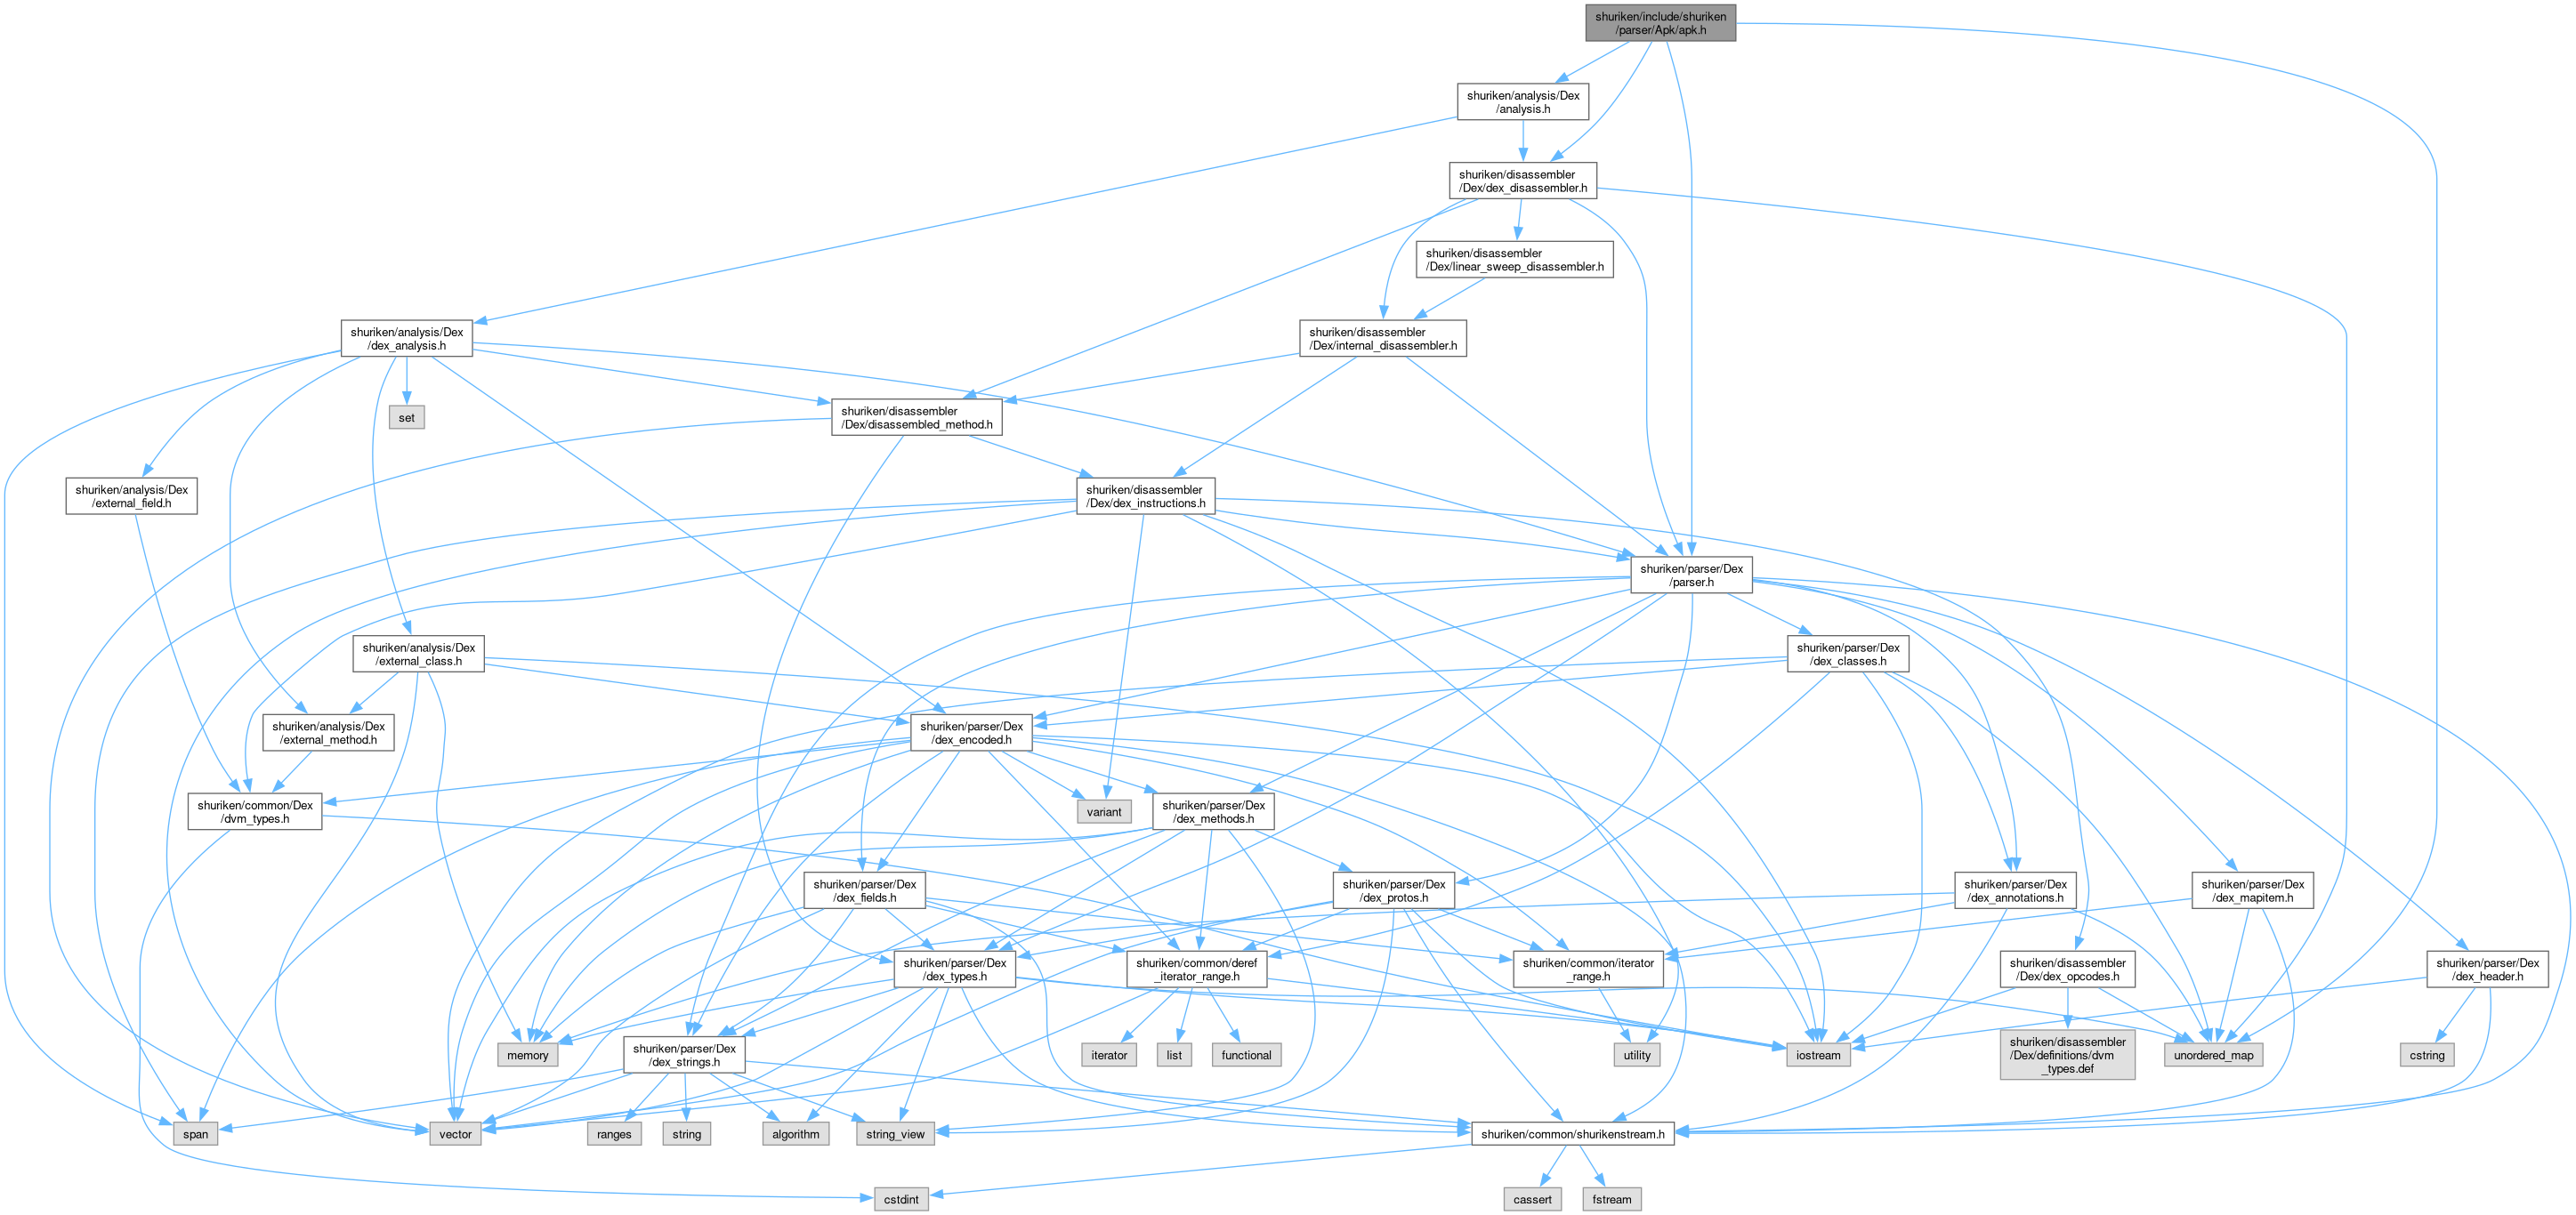 shuriken/include/shuriken
/parser/Apk/apk.h
shuriken/analysis/Dex
/analysis.h
shuriken/disassembler
/Dex/dex_disassembler.h
shuriken/disassembler
/Dex/linear_sweep_disassembler.h
shuriken/analysis/Dex
/dex_analysis.h
shuriken/disassembler
/Dex/internal_disassembler.h
set
shuriken/disassembler
/Dex/disassembled_method.h
shuriken/analysis/Dex
/external_field.h
shuriken/disassembler
/Dex/dex_instructions.h
shuriken/parser/Dex
/parser.h
shuriken/analysis/Dex
/external_class.h
shuriken/parser/Dex
/dex_classes.h
shuriken/analysis/Dex
/external_method.h
shuriken/parser/Dex
/dex_encoded.h
shuriken/common/Dex
/dvm_types.h
variant
shuriken/parser/Dex
/dex_methods.h
shuriken/parser/Dex
/dex_fields.h
shuriken/parser/Dex
/dex_protos.h
shuriken/parser/Dex
/dex_annotations.h
shuriken/parser/Dex
/dex_mapitem.h
shuriken/parser/Dex
/dex_types.h
shuriken/common/deref
_iterator_range.h
shuriken/common/iterator
_range.h
shuriken/disassembler
/Dex/dex_opcodes.h
shuriken/parser/Dex
/dex_header.h
memory
shuriken/parser/Dex
/dex_strings.h
iterator
list
functional
utility
iostream
shuriken/disassembler
/Dex/definitions/dvm
_types.def
unordered_map
cstring
span
vector
ranges
string
algorithm
string_view
shuriken/common/shurikenstream.h
cstdint
cassert
fstream